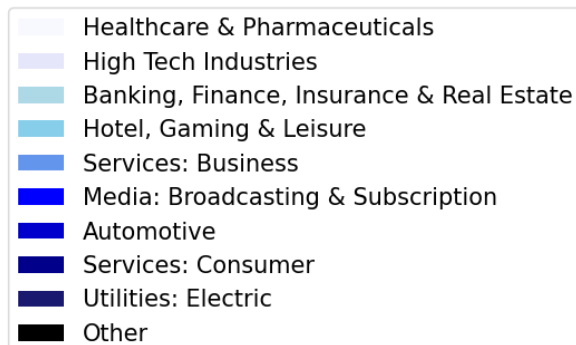 Healthcare & Pharmaceuticals
High Tech Industries
Banking, Finance, Insurance & Real Estate
Hotel, Gaming & Leisure
Services: Business
Media: Broadcasting & Subscription
Automotive
Services: Consumer
Utilities: Electric
Other